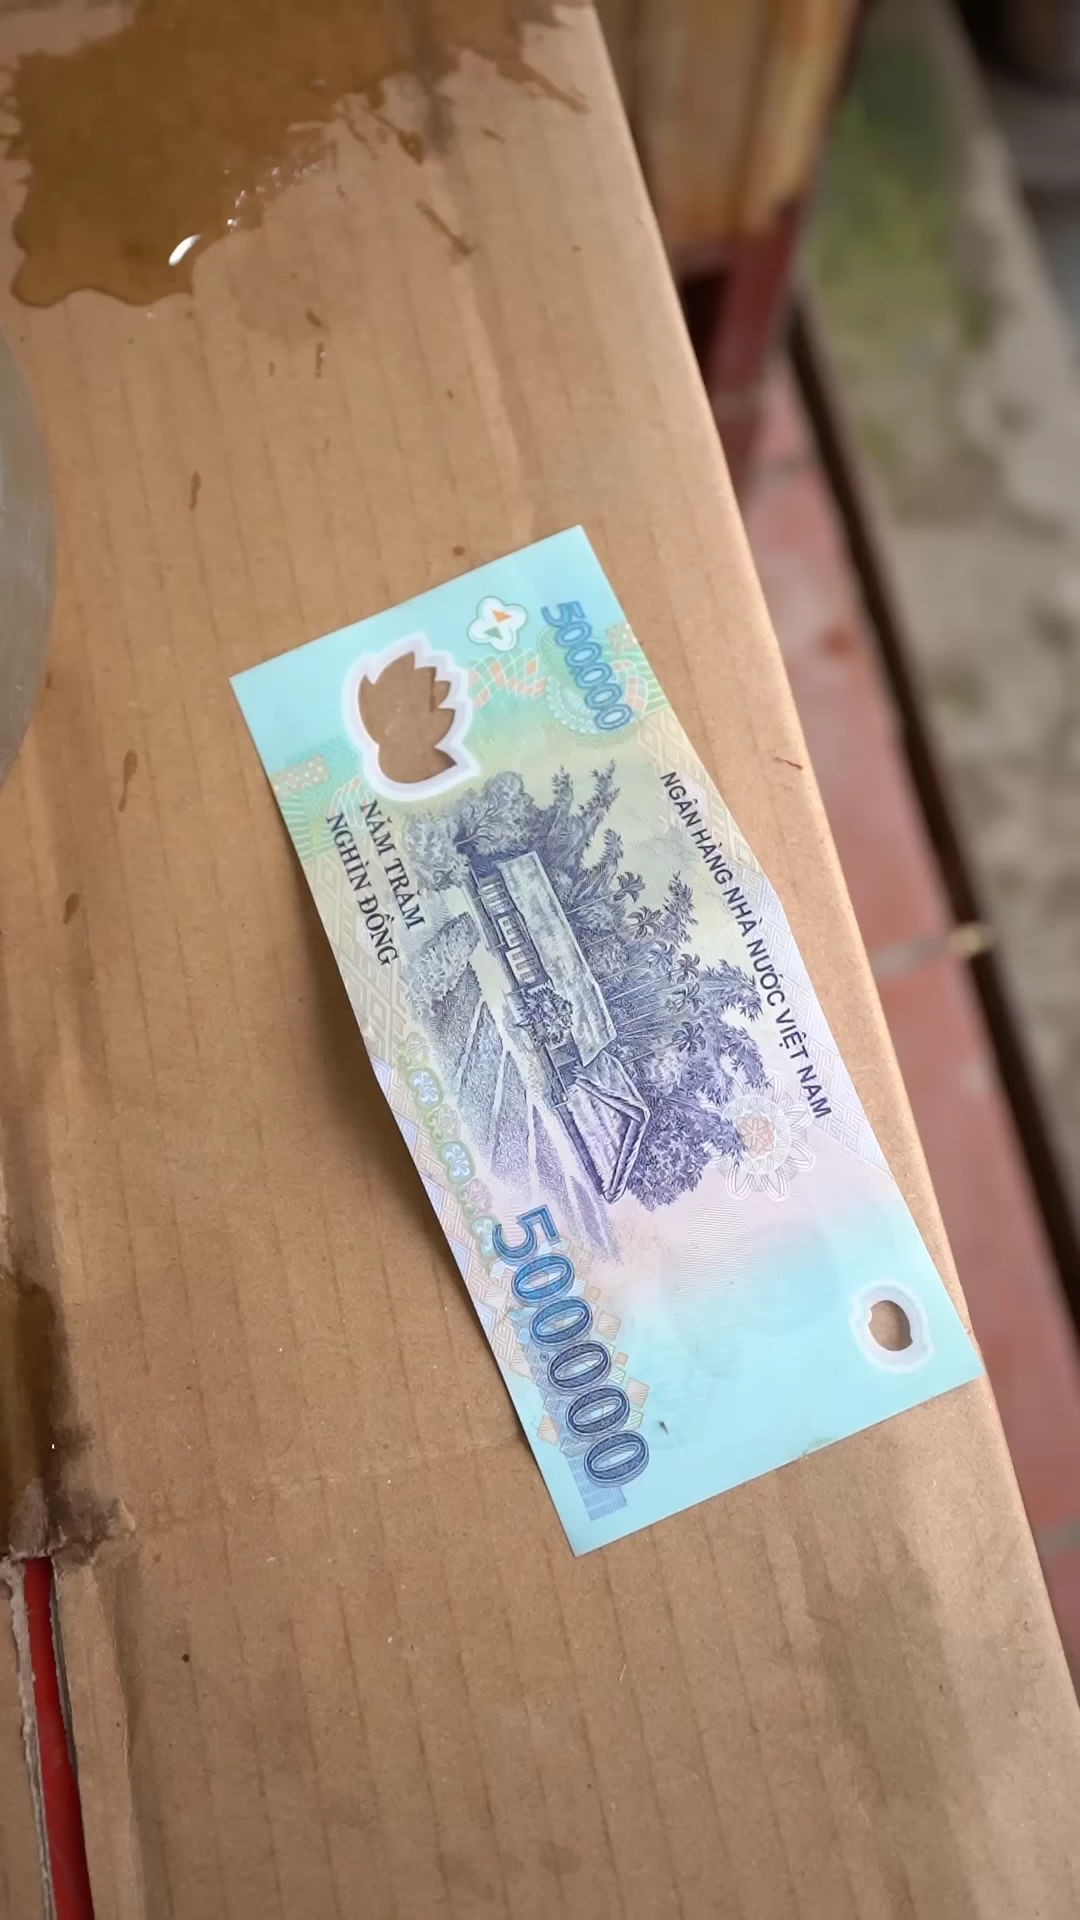 500000
NGÂN HÀNG NHÀ NƯỚC VIỆT NAM
NĂM TRĂM
NGHÌN ĐỒNG
500000